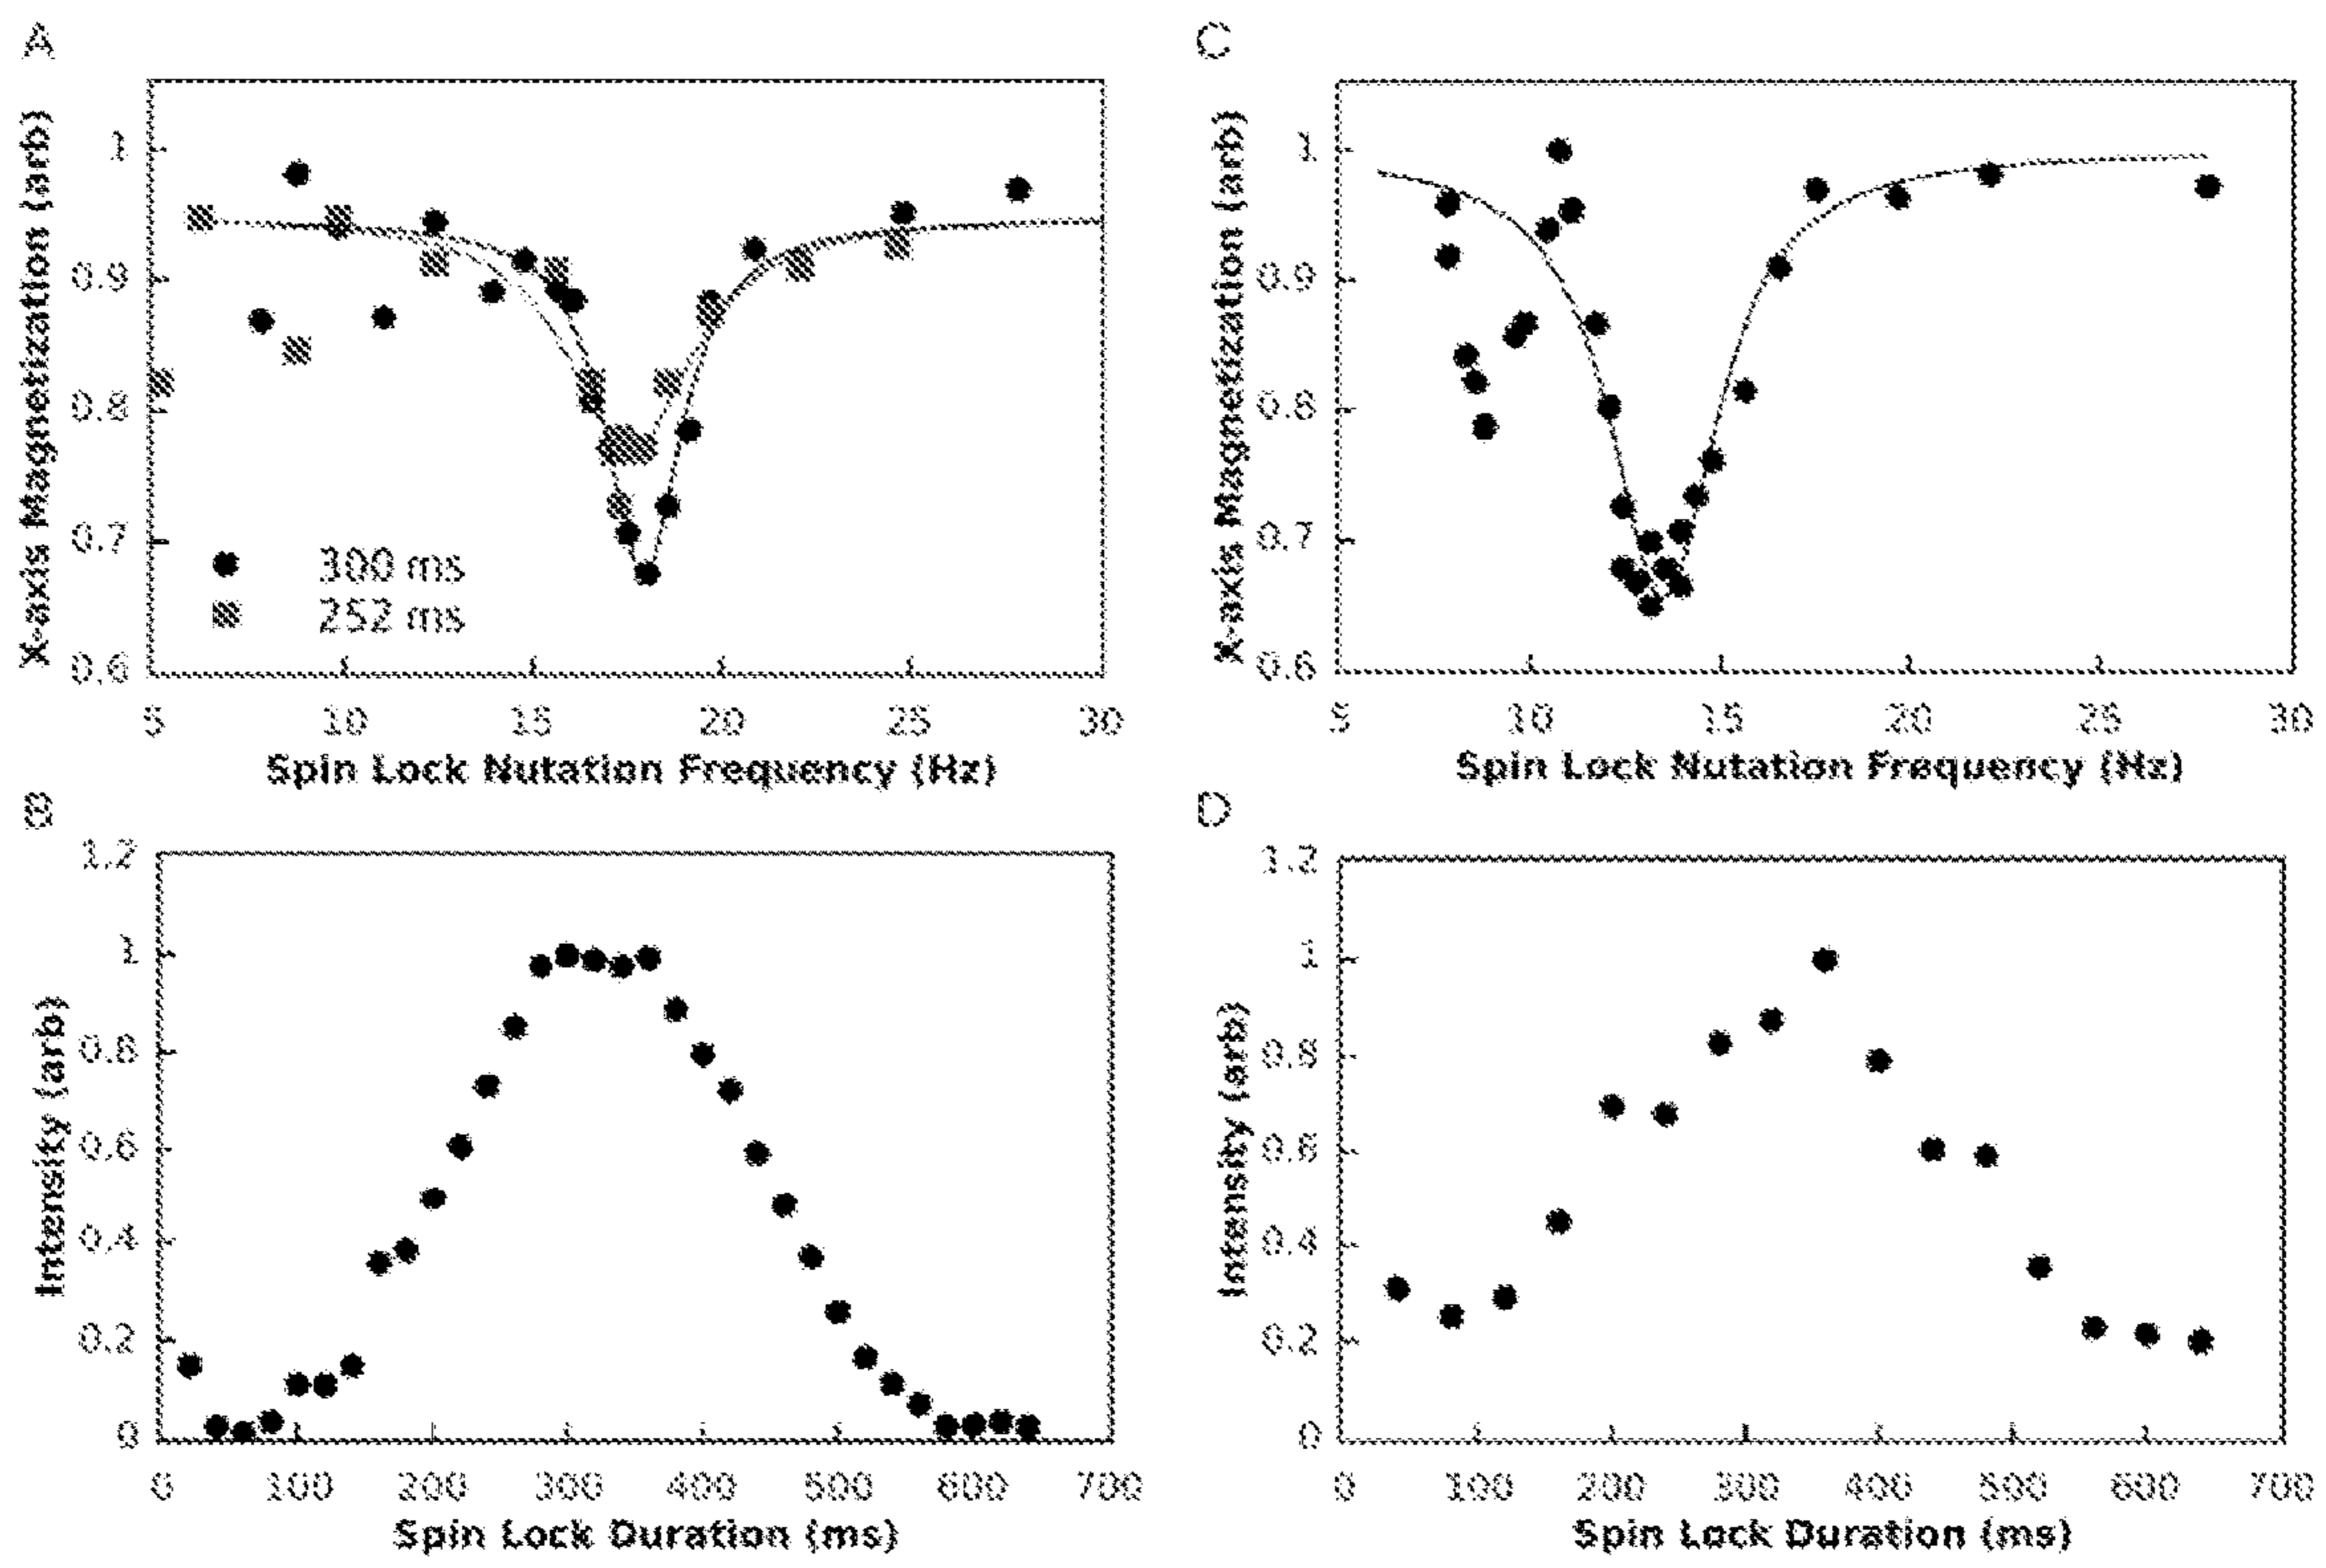 A
X-axis Magnetization (arb)
1
0.9
0.8
0.7
0.6
300 ms
252 ms
5 10 15 20 25 30
Spin Lock Nutation Frequency (Hz)
C
X-axis Magnetization (arb)
1
0.9
0.8
0.7
0.6
5 10 15 20 25 30
Spin Lock Nutation Frequency (Hz)
B
Intensity (arb)
1.2
1
0.8
0.6
0.4
0.2
0
0 100 200 300 400 500 600 700
Spin Lock Duration (ms)
D
Intensity (arb)
1.2
1
0.8
0.6
0.4
0.2
0
0 100 200 300 400 500 600 700
Spin Lock Duration (ms)